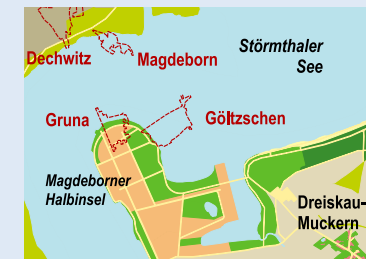 Störmthaler
See
Dechwitz
Magdeborn
Gruna
Göltzschen
Magdeborner
Halbinsel
Dreiskau-
Muckern